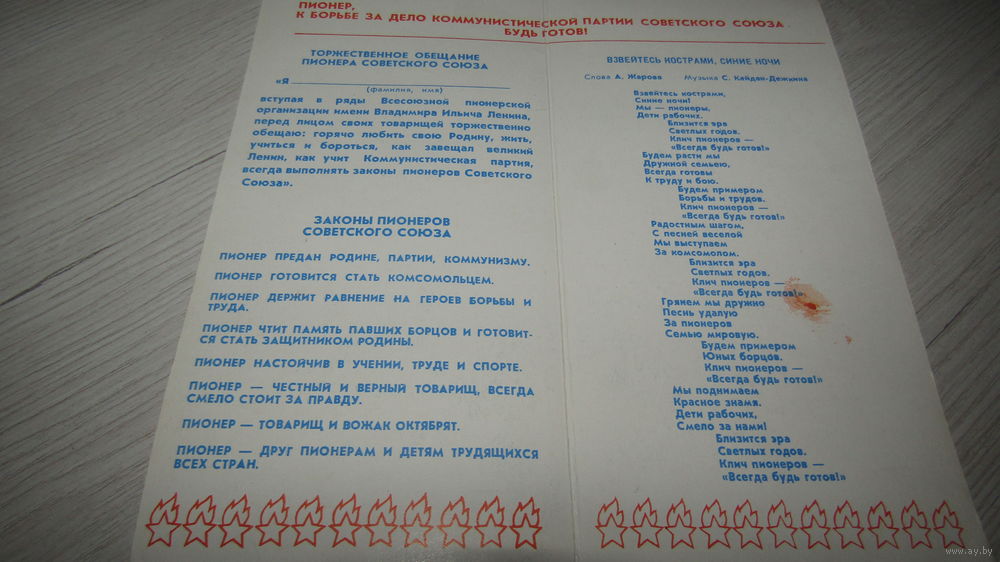 ПИОНЕР,
К БОРЬБЕ ЗА ДЕЛО КОММУНИСТИЧЕСКОЙ ПАРТИИ СОВЕТСКОГО СОЮЗА
БУДЬ ГОТОВ!
ТОРЖЕСТВЕННОЕ ОБЕЩАНИЕ
ПИОНЕРА СОВЕТСКОГО СОЮЗА
«Я
(фамилия, имя)
вступая в ряды Всесоюзной пионерской
организации имени Владимира Ильича Ленина,
перед лицом своих товарищей торжественно
обещаю: горячо любить свою Родину, жить,
учиться и бороться, как завещал великий
Ленин, как учит Коммунистическая партия,
всегда выполнять законы пионеров Советского
Союза».
ЗАКОНЫ ПИОНЕРОВ
СОВЕТСКОГО СОЮЗА
ПИОНЕР ПРЕДАН РОДИНЕ, ПАРТИИ, КОММУНИЗМУ.
ПИОНЕР ГОТОВИТСЯ СТАТЬ КОМСОМОЛЬЦЕМ.
ПИОНЕР ДЕРЖИТ РАВНЕНИЕ НА ГЕРОЕВ БОРЬБЫ И
ТРУДА.
ПИОНЕР ЧТИТ ПАМЯТЬ ПАВШИХ БОРЦОВ И ГОТОВИТ-
СЯ СТАТЬ ЗАЩИТНИКОМ РОДИНЫ.
ПИОНЕР НАСТОЙЧИВ В УЧЕНИИ, ТРУДЕ И СПОРТЕ.
ПИОНЕР — ЧЕСТНЫЙ И ВЕРНЫЙ ТОВАРИЩ, ВСЕГДА
СМЕЛО СТОИТ ЗА ПРАВДУ.
ПИОНЕР — ТОВАРИЩ И ВОЖАК ОКТЯБРЯТ.
ПИОНЕР — ДРУГ ПИОНЕРАМ И ДЕТЯМ ТРУДЯЩИХСЯ
ВСЕХ СТРАН.
ВЗВЕЙТЕСЬ КОСТРАМИ, СИНИЕ НОЧИ
Слова А. Жарова Музыка С. Кайдан-Дежкина
Взвейтесь кострами,
Синие ночи!
Мы — пионеры,
Дети рабочих.
Близится эра
Светлых годов.
Клич пионеров —
«Всегда будь готов!»
Будем расти мы
Дружной семьею,
Всегда готовы
К труду и бою.
Будем примером
Борьбы и трудов.
Клич пионеров —
«Всегда будь готов!»
Радостным шагом,
С песней веселой
Мы выступаем
За комсомолом.
Близится эра
Светлых годов.
Клич пионеров —
«Всегда будь готов!»
Грянем мы дружно
Песнь удалую
За пионеров
Семью мировую.
Будем примером
Юных борцов.
Клич пионеров —
«Всегда будь готов!»
Мы поднимаем
Красное знамя.
Дети рабочих,
Смело за нами!
Близится эра
Светлых годов.
Клич пионеров —
«Всегда будь готов!»
www.ay.by